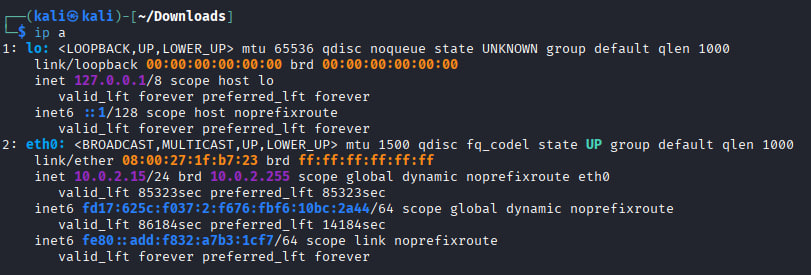 ┌──(kali㉿kali)-[~/Downloads]
└─$ ip a
1: lo: <LOOPBACK,UP,LOWER_UP> mtu 65536 qdisc noqueue state UNKNOWN group default qlen 1000
    link/loopback 00:00:00:00:00:00 brd 00:00:00:00:00:00
    inet 127.0.0.1/8 scope host lo
       valid_lft forever preferred_lft forever
    inet6 ::1/128 scope host noprefixroute
       valid_lft forever preferred_lft forever
2: eth0: <BROADCAST,MULTICAST,UP,LOWER_UP> mtu 1500 qdisc fq_codel state UP group default qlen 1000
    link/ether 08:00:27:1f:b7:23 brd ff:ff:ff:ff:ff:ff
    inet 10.0.2.15/24 brd 10.0.2.255 scope global dynamic noprefixroute eth0
       valid_lft 85323sec preferred_lft 85323sec
    inet6 fd17:625c:f037:2:f676:fbf6:10bc:2a44/64 scope global dynamic noprefixroute
       valid_lft 86184sec preferred_lft 14184sec
    inet6 fe80::add:f832:a7b3:1cf7/64 scope link noprefixroute
       valid_lft forever preferred_lft forever